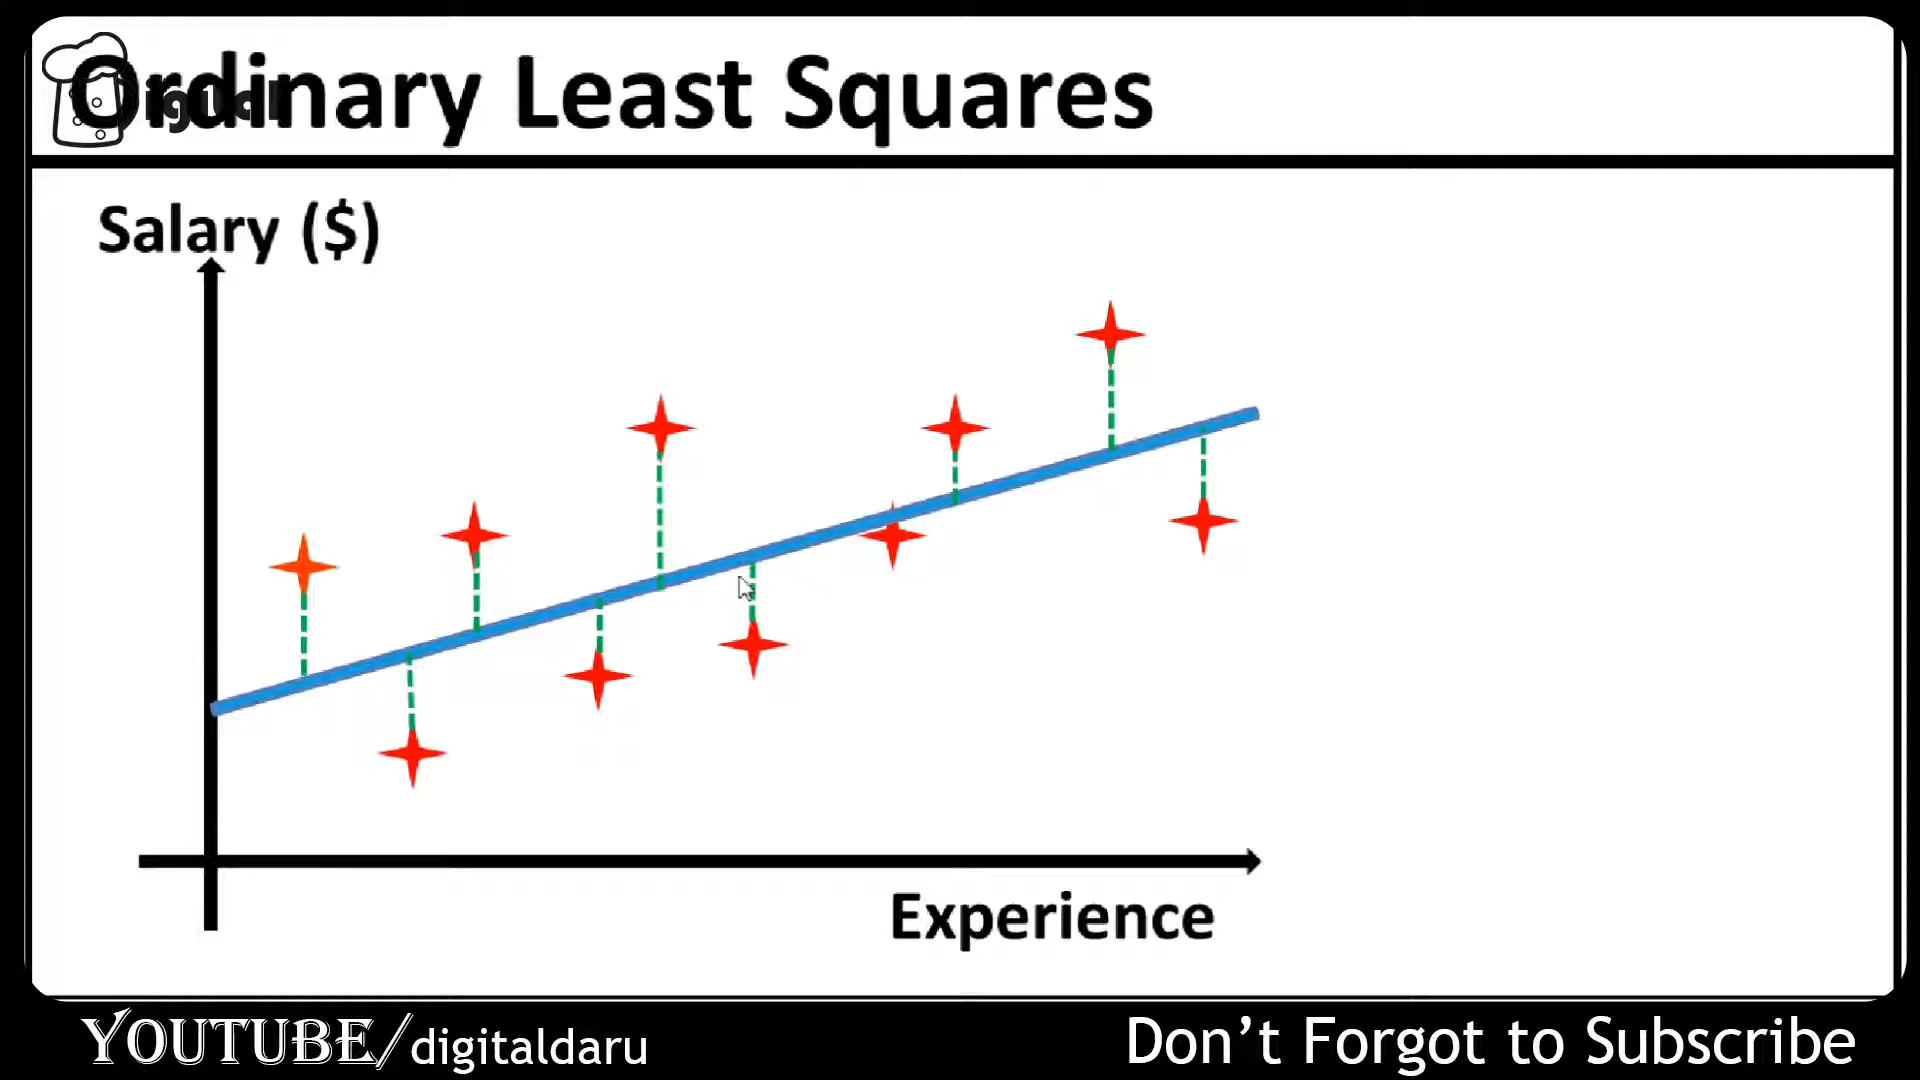 Ordinary Least Squares
Salary ($)
Experience
YOUTUBE/digitaldaru
Don’t Forgot to Subscribe